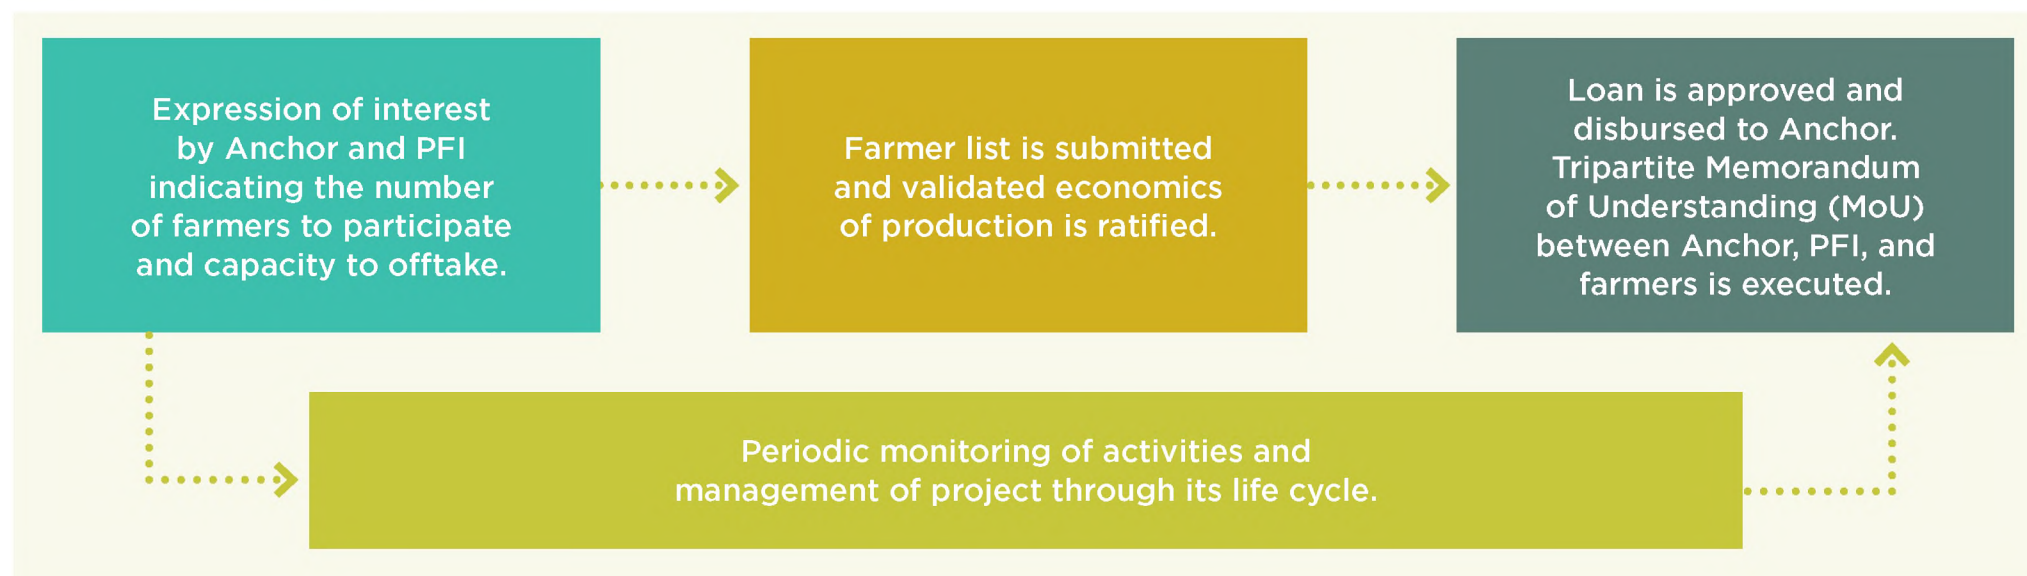 Expression of interest
by Anchor and PFI
indicating the number
of farmers to participate
and capacity to offtake.
Farmer list is submitted
and validated economics
of production is ratified.
Loan is approved and
disbursed to Anchor.
Tripartite Memorandum
of Understanding (MoU)
between Anchor, PFI, and
farmers is executed.
Periodic monitoring of activities and
management of project through its life cycle.